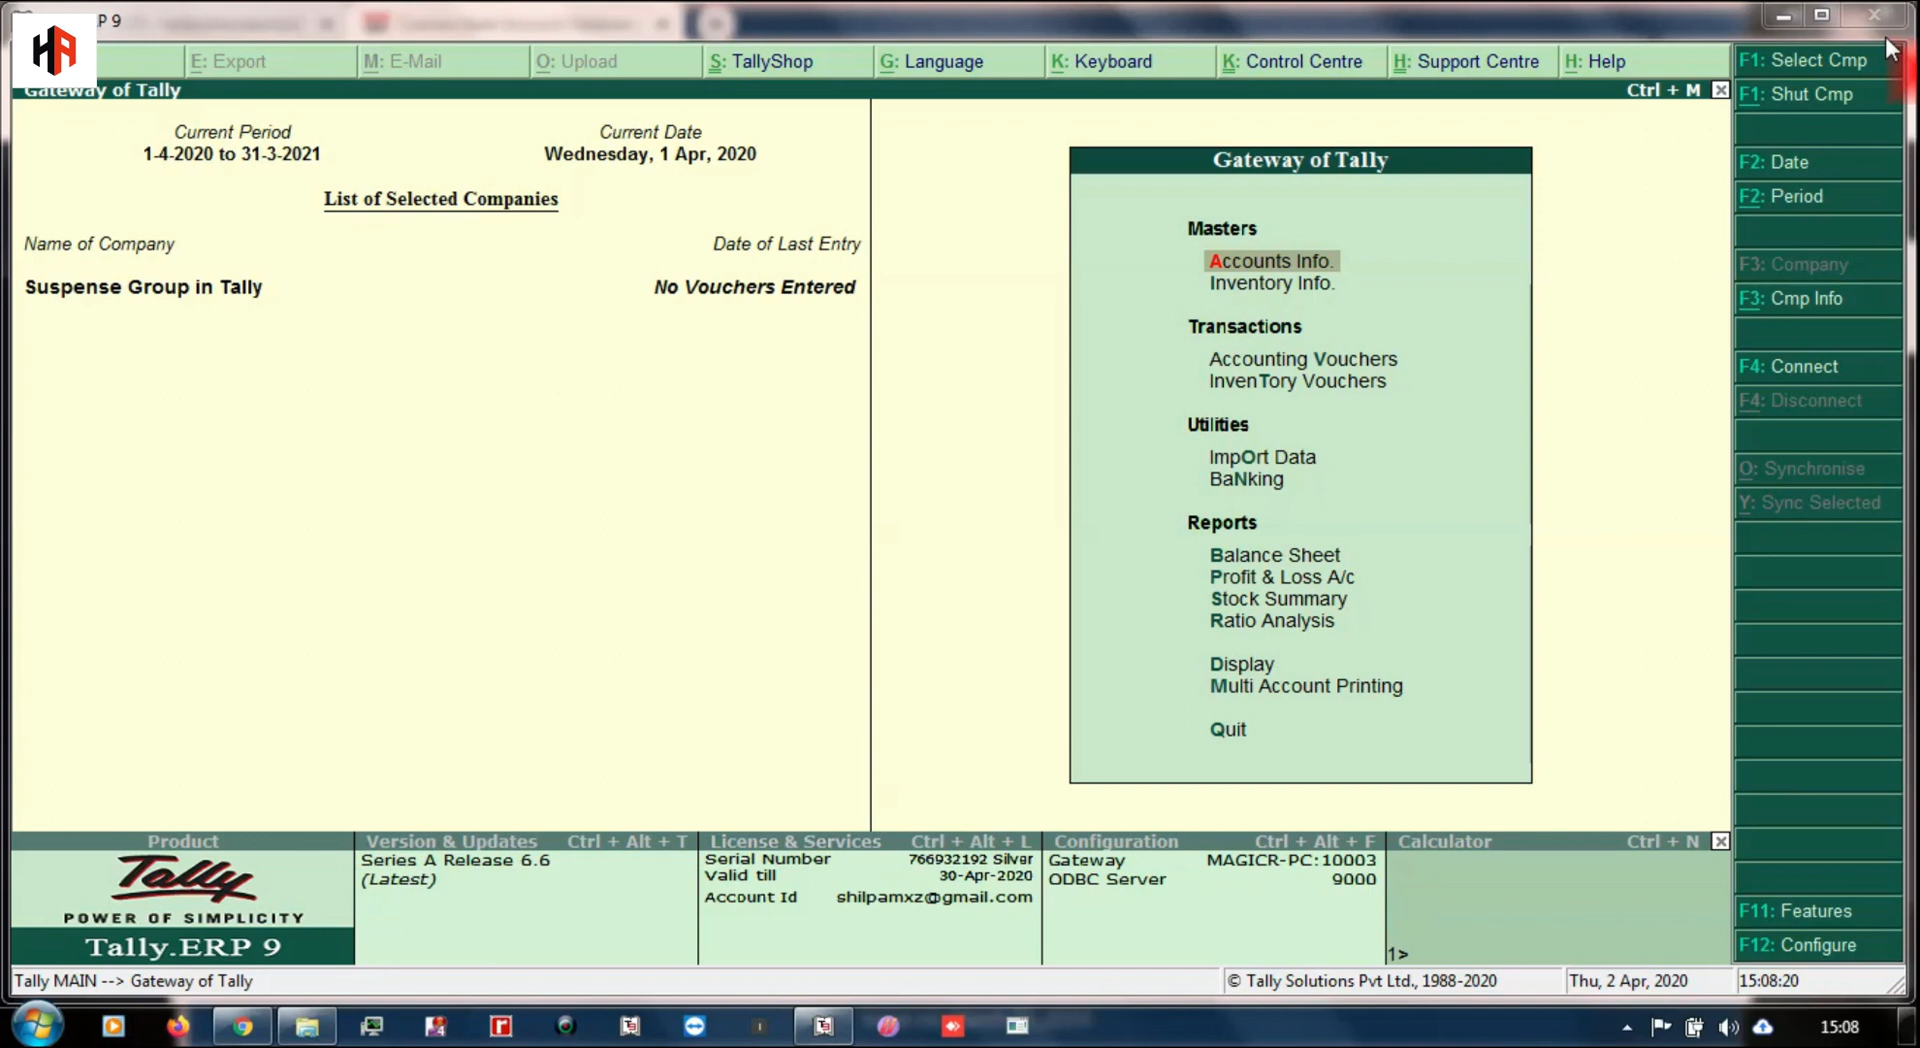 HA
ERP 9
E: Export
M: E-Mail
O: Upload
S: TallyShop
G: Language
K: Keyboard
K: Control Centre
H: Support Centre
H: Help
Gateway of Tally
Ctrl + M
Current Period
1-4-2020 to 31-3-2021
Current Date
Wednesday, 1 Apr, 2020
List of Selected Companies
Name of Company
Date of Last Entry
Suspense Group in Tally
No Vouchers Entered
Gateway of Tally
Masters
Accounts Info.
Inventory Info.
Transactions
Accounting Vouchers
InvenTory Vouchers
Utilities
ImpOrt Data
BaNking
Reports
Balance Sheet
Profit & Loss A/c
Stock Summary
Ratio Analysis
Display
Multi Account Printing
Quit
F1: Select Cmp
F1: Shut Cmp
F2: Date
F2: Period
F3: Company
F3: Cmp Info
F4: Connect
F4: Disconnect
O: Synchronise
Y: Sync Selected
F11: Features
F12: Configure
Product
Tally
POWER OF SIMPLICITY
Tally.ERP 9
Version & Updates Ctrl + Alt + T
Series A Release 6.6
(Latest)
License & Services Ctrl + Alt + L
Serial Number 766932192 Silver
Valid till 30-Apr-2020
Account Id shilpamxz@gmail.com
Configuration Ctrl + Alt + F
Gateway MAGICR-PC:10003
ODBC Server 9000
Calculator Ctrl + N
1>
Tally MAIN --> Gateway of Tally
© Tally Solutions Pvt Ltd., 1988-2020
Thu, 2 Apr, 2020
15:08:20
15:08